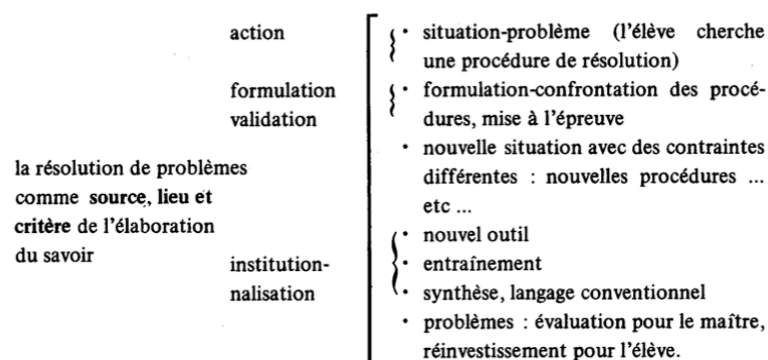 action
• situation-problème (l'élève cherche
une procédure de résolution)
formulation
validation
• formulation-confrontation des procé-
dures, mise à l'épreuve
• nouvelle situation avec des contraintes
différentes : nouvelles procédures ...
etc ...
la résolution de problèmes
comme source, lieu et
critère de l'élaboration
du savoir
institution-
nalisation
• nouvel outil
• entraînement
• synthèse, langage conventionnel
• problèmes : évaluation pour le maître,
réinvestissement pour l'élève.